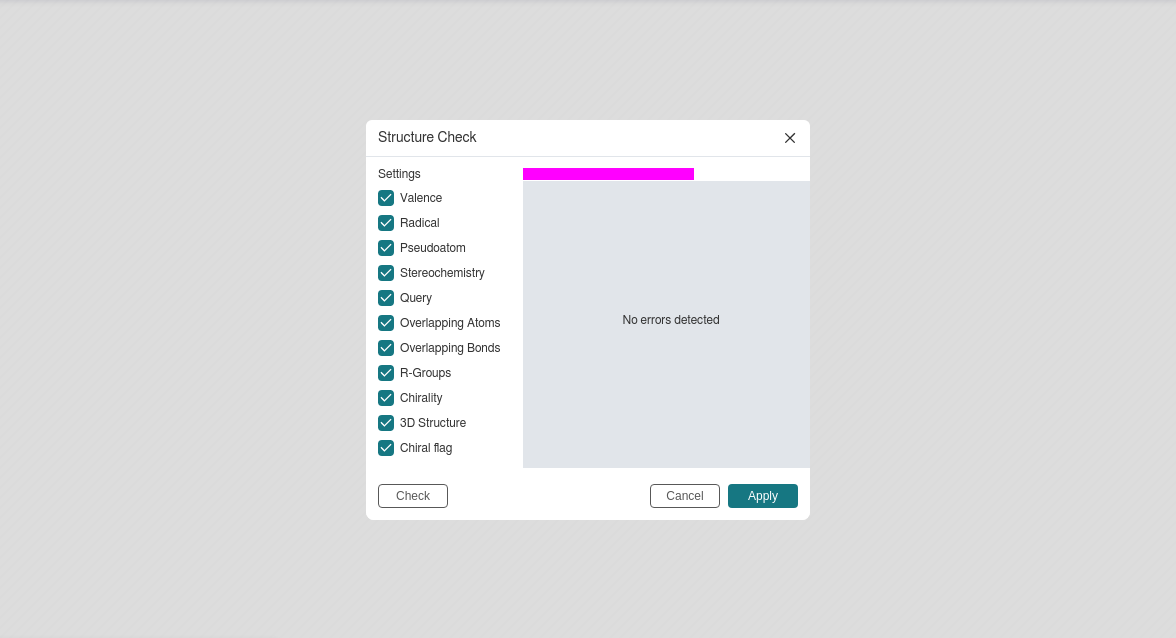 Structure Check
Settings
Valence
Radical
Pseudoatom
Stereochemistry
Query
Overlapping Atoms
Overlapping Bonds
R-Groups
Chirality
3D Structure
Chiral flag
No errors detected
Check
Cancel
Apply